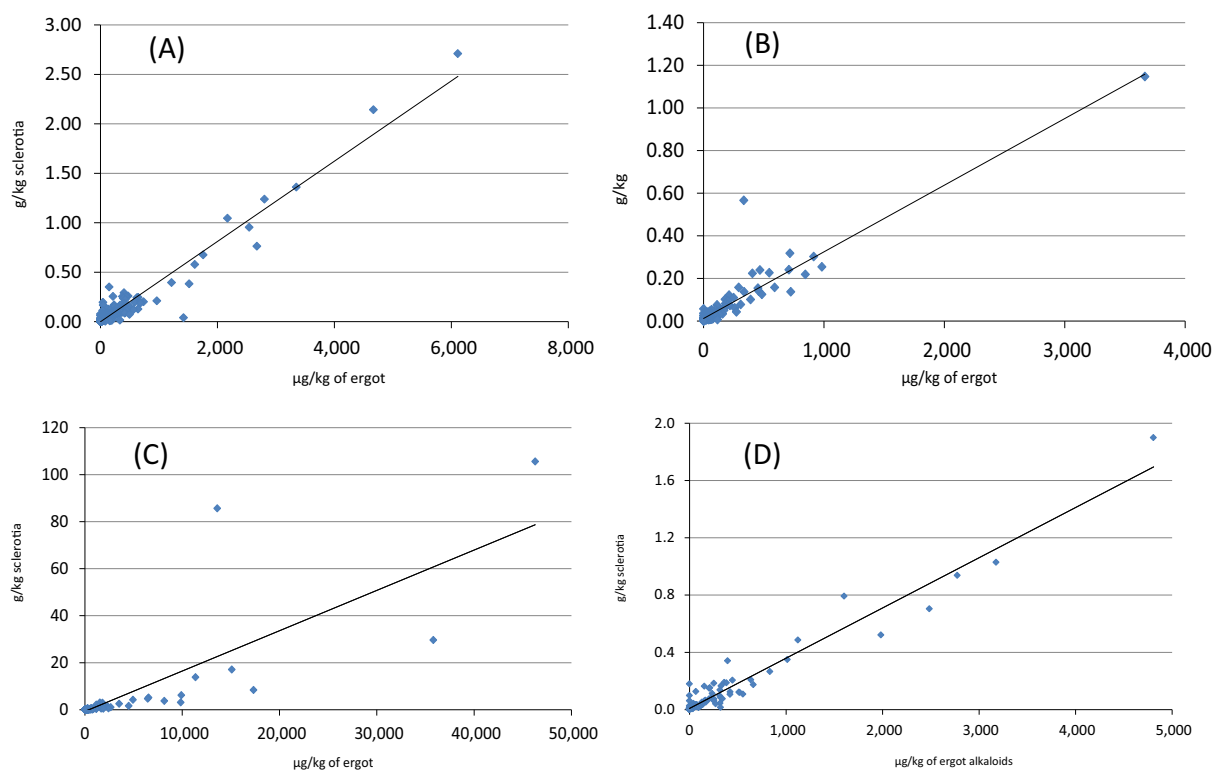 (A)
g/kg sclerotia
3.00
2.50
2.00
1.50
1.00
0.50
0.00
0 2,000 4,000 6,000 8,000
µg/kg of ergot
(B)
g/kg
1.40
1.20
1.00
0.80
0.60
0.40
0.20
0.00
0 1,000 2,000 3,000 4,000
µg/kg of ergot
(C)
g/kg sclerotia
120
100
80
60
40
20
0
0 10,000 20,000 30,000 40,000 50,000
µg/kg of ergot
(D)
g/kg sclerotia
2.0
1.6
1.2
0.8
0.4
0.0
0 1,000 2,000 3,000 4,000 5,000
µg/kg of ergot alkaloids